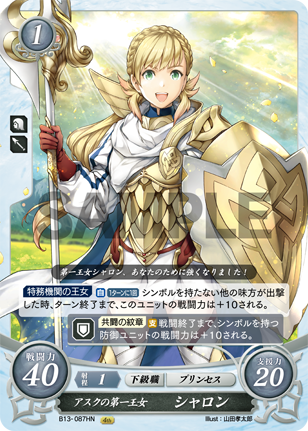 1
SAMPLE
第一王女シャロン、あなたのために強くなりました！
特務機関の王女 自 1ターンに1回 シンボルを持たない他の味方が出撃
した時、ターン終了まで、このユニットの戦闘力は+10される。
共闘の紋章 戦闘終了まで、シンボルを持つ
防御ユニットの戦闘力は+10される。
戦闘力 40
射程 1 下級職 プリンセス
支援力 20
アスクの第一王女 シャロン
B13-087HN 4th Illust：山田孝太郎